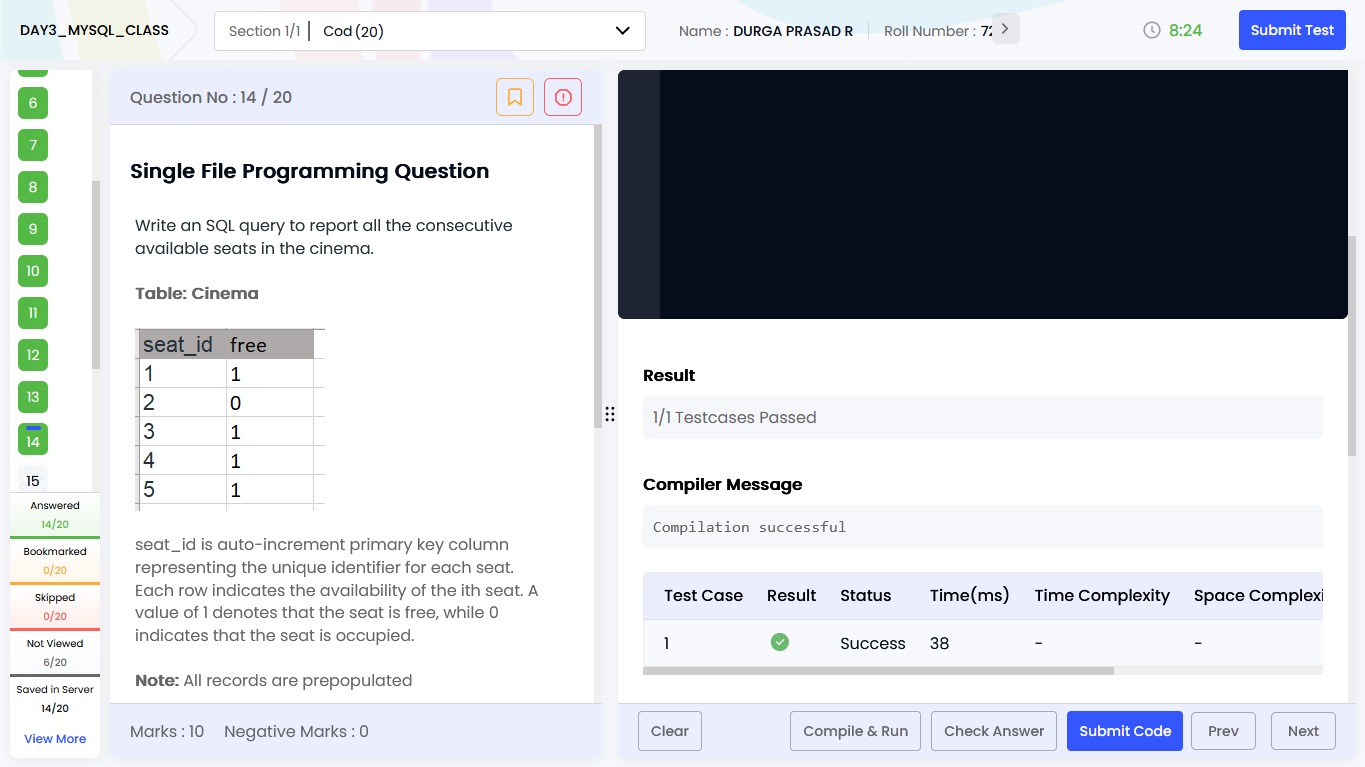 DAY3_MYSQL_CLASS
Section 1/1 | Cod (20)
Name : DURGA PRASAD R
Roll Number : 72
8:24
Submit Test
6
7
8
9
10
11
12
13
14
15
Answered
14/20
Bookmarked
0/20
Skipped
0/20
Not Viewed
6/20
Saved in Server
14/20
View More
Question No : 14 / 20
Single File Programming Question
Write an SQL query to report all the consecutive
available seats in the cinema.
Table: Cinema
seat_id free
1 1
2 0
3 1
4 1
5 1
seat_id is auto-increment primary key column
representing the unique identifier for each seat.
Each row indicates the availability of the ith seat. A
value of 1 denotes that the seat is free, while 0
indicates that the seat is occupied.
Note: All records are prepopulated
Marks : 10 Negative Marks : 0
Result
1/1 Testcases Passed
Compiler Message
Compilation successful
Test Case Result Status Time(ms) Time Complexity Space Complexi
1 Success 38 - -
Clear Compile & Run Check Answer Submit Code Prev Next